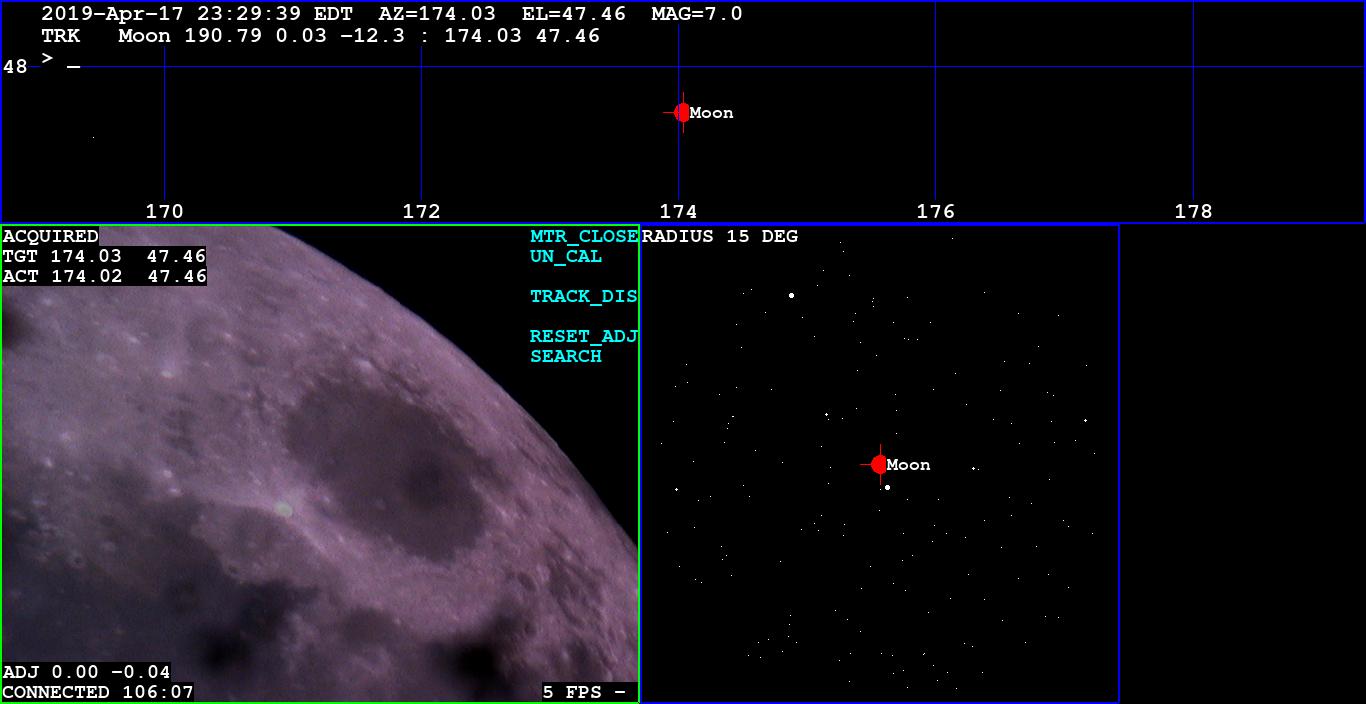 2019-Apr-17 23:29:39 EDT AZ=174.03 EL=47.46 MAG=7.0
TRK Moon 190.79 0.03 -12.3 : 174.03 47.46
> _
48
Moon
170 172 174 176 178
ACQUIRED
TGT 174.03 47.46
ACT 174.02 47.46
MTR_CLOSE
UN_CAL
TRACK_DIS
RESET_ADJ
SEARCH
ADJ 0.00 -0.04
CONNECTED 106:07
5 FPS -
RADIUS 15 DEG
Moon